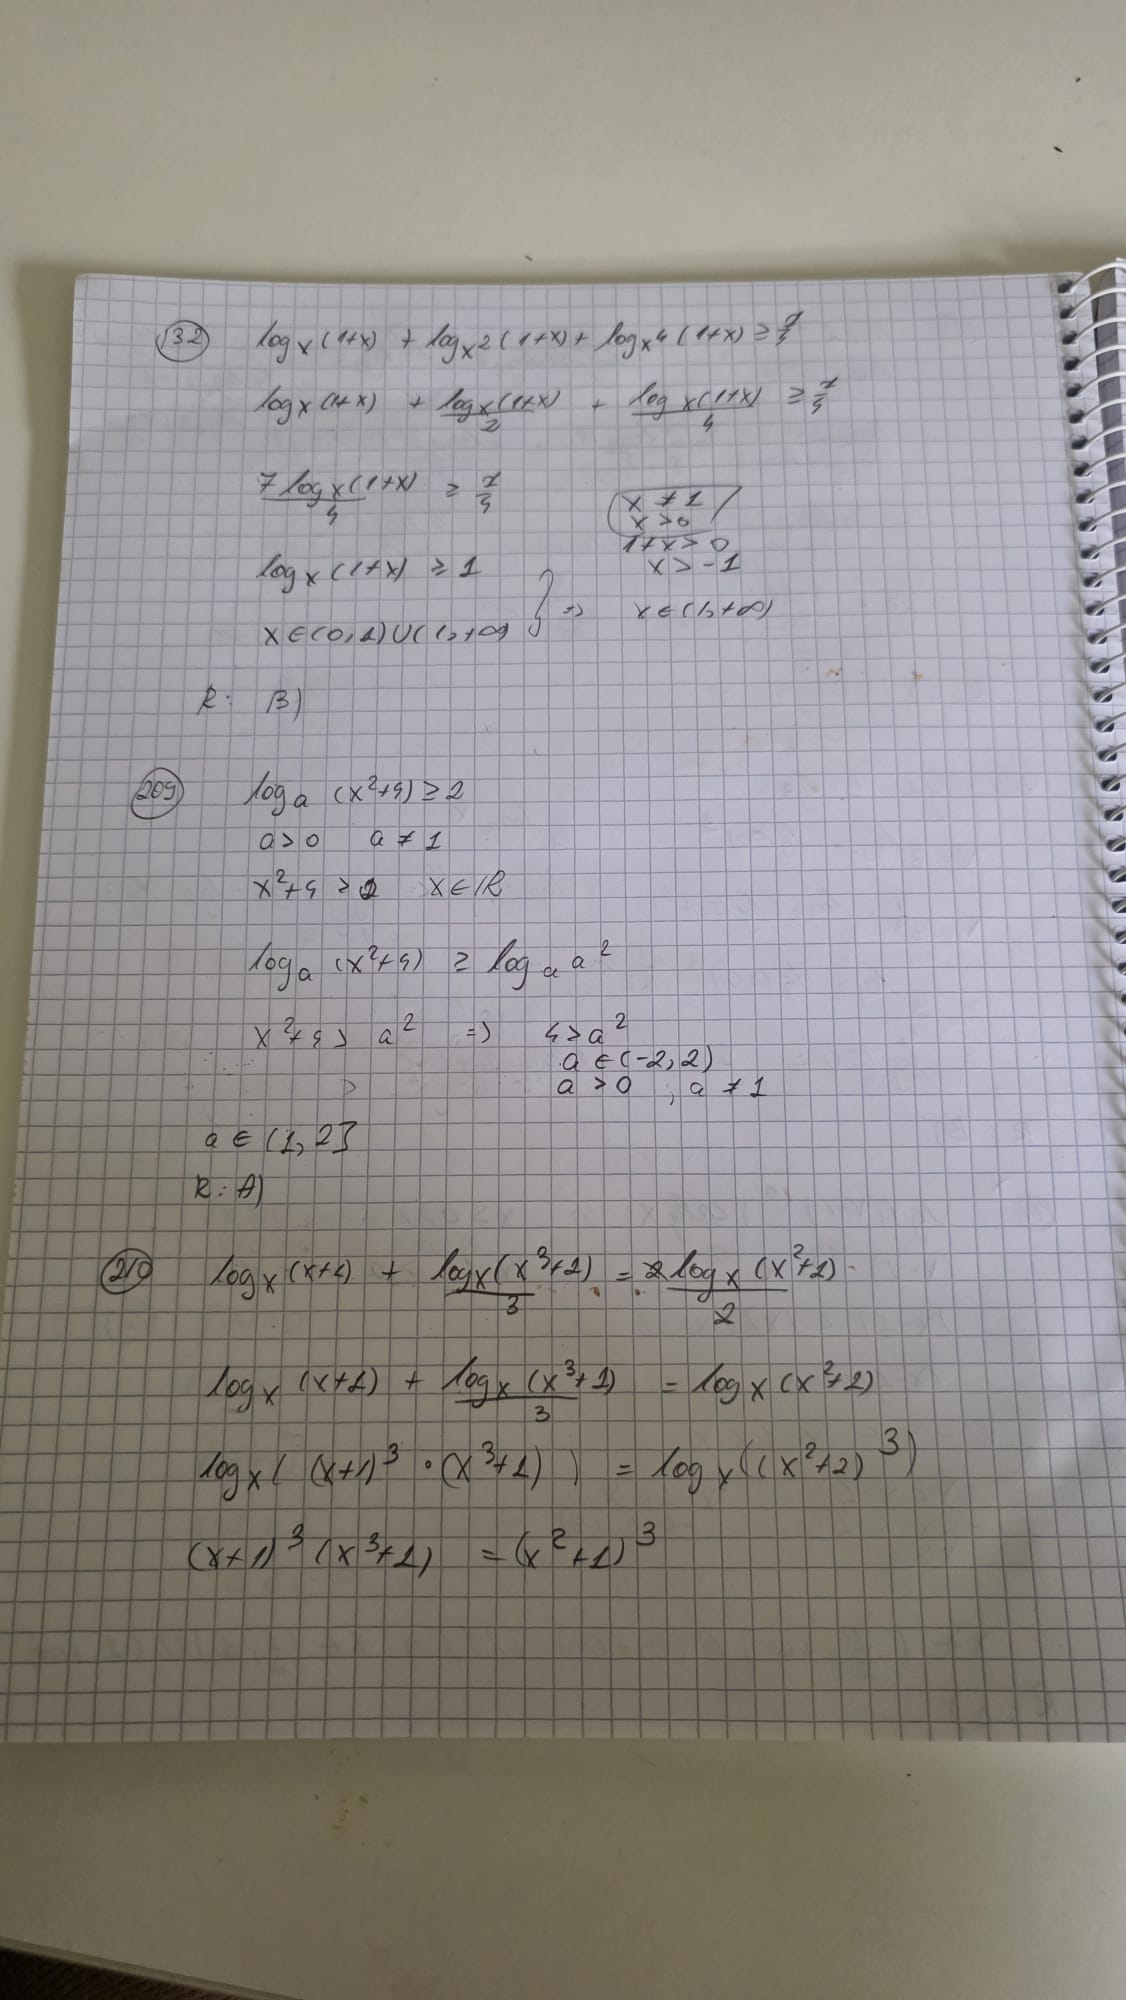 132 log_x(1+x) + log_x2(1+x) + log_x4(1+x) ≥ 7/4
log_x(1+x) + log_x(1+x)/2 + log_x(1+x)/4 ≥ 7/4
7 log_x(1+x)/4 ≥ 7/4
x ≠ 1
x > 0
1+x > 0
x > -1
log_x(1+x) ≥ 1
x ∈ (0,1) ∪ (1,+∞) } => x ∈ (1,+∞)
R: B)
209 log_a (x²+4) ≥ 2
a > 0 a ≠ 1
x²+4 > 0 x ∈ R
log_a (x²+4) ≥ log_a a²
x²+4 > a² => 4 > a²
a ∈ (-2, 2)
a > 0 , a ≠ 1
a ∈ (1, 2]
R: A)
210 log_x (x+1) + log_x(x³+1)/3 = 2 log_x (x²+1)/2
log_x (x+1) + log_x (x³+1)/3 = log_x (x²+1)
log_x ( (x+1)³ · (x³+1) ) = log_x((x²+1)³)
(x+1)³ (x³+1) = (x²+1)³